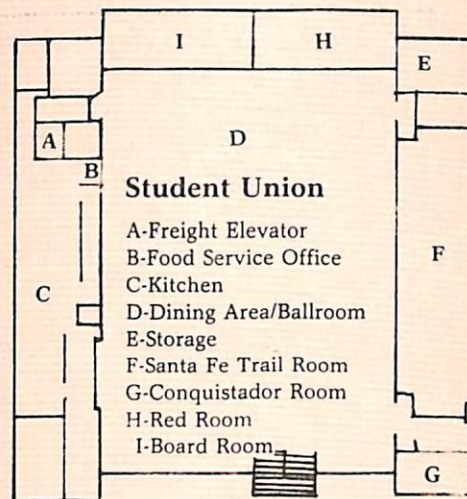 I H
E
A
D
B
Student Union
A-Freight Elevator
B-Food Service Office
C-Kitchen
C
D-Dining Area/Ballroom
F
E-Storage
F-Santa Fe Trail Room
G-Conquistador Room
H-Red Room
I-Board Room
G